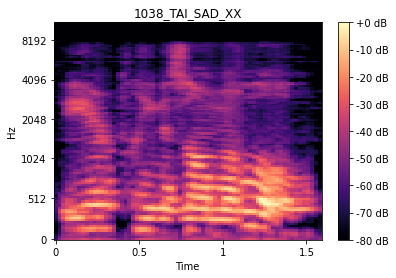 1038_TAI_SAD_XX
+0 dB
8192
-10 dB
4096
-20 dB
-30 dB
2048
Hz
-40 dB
1024
-50 dB
512
-60 dB
-70 dB
0
-80 dB
0
0.5
1
1.5
Time